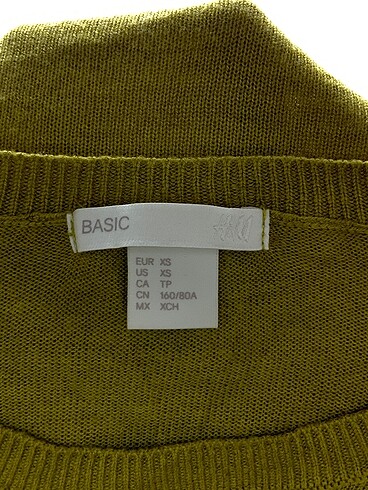 BASIC H&M
EUR XS
US XS
CA TP
CN 160/80A
MX XCH